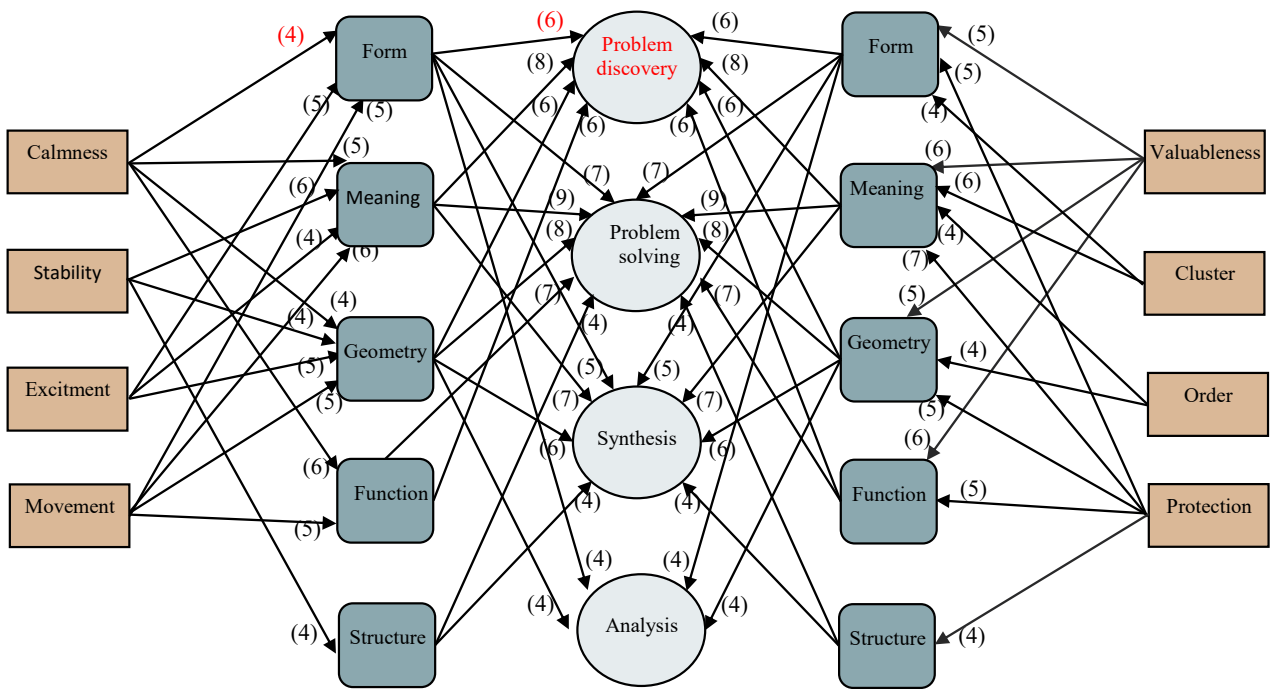 (4)
Form
(6)
Problem
discovery
(6)
Form
(5)
(8)
(8)
(5)
(5)
(5)
(6)
(6)
(6)
(6)
(4)
Calmness
(5)
Meaning
(6)
(4)
(6)
(7)
(9)
(7)
(9)
Meaning
(6)
(6)
(4)
(7)
Valuableness
Stability
(8)
Problem
solving
(8)
(7)
(7)
Cluster
(4)
(4)
Geometry
(5)
(5)
(4)
(4)
(5)
Geometry
(4)
(5)
Excitment
(5)
(5)
Order
(7)
(7)
Synthesis
(6)
(6)
Movement
(6)
Function
(5)
(4)
(4)
(6)
Function
(5)
Protection
(4)
(4)
(4)
Structure
(4)
Analysis
(4)
Structure
(4)